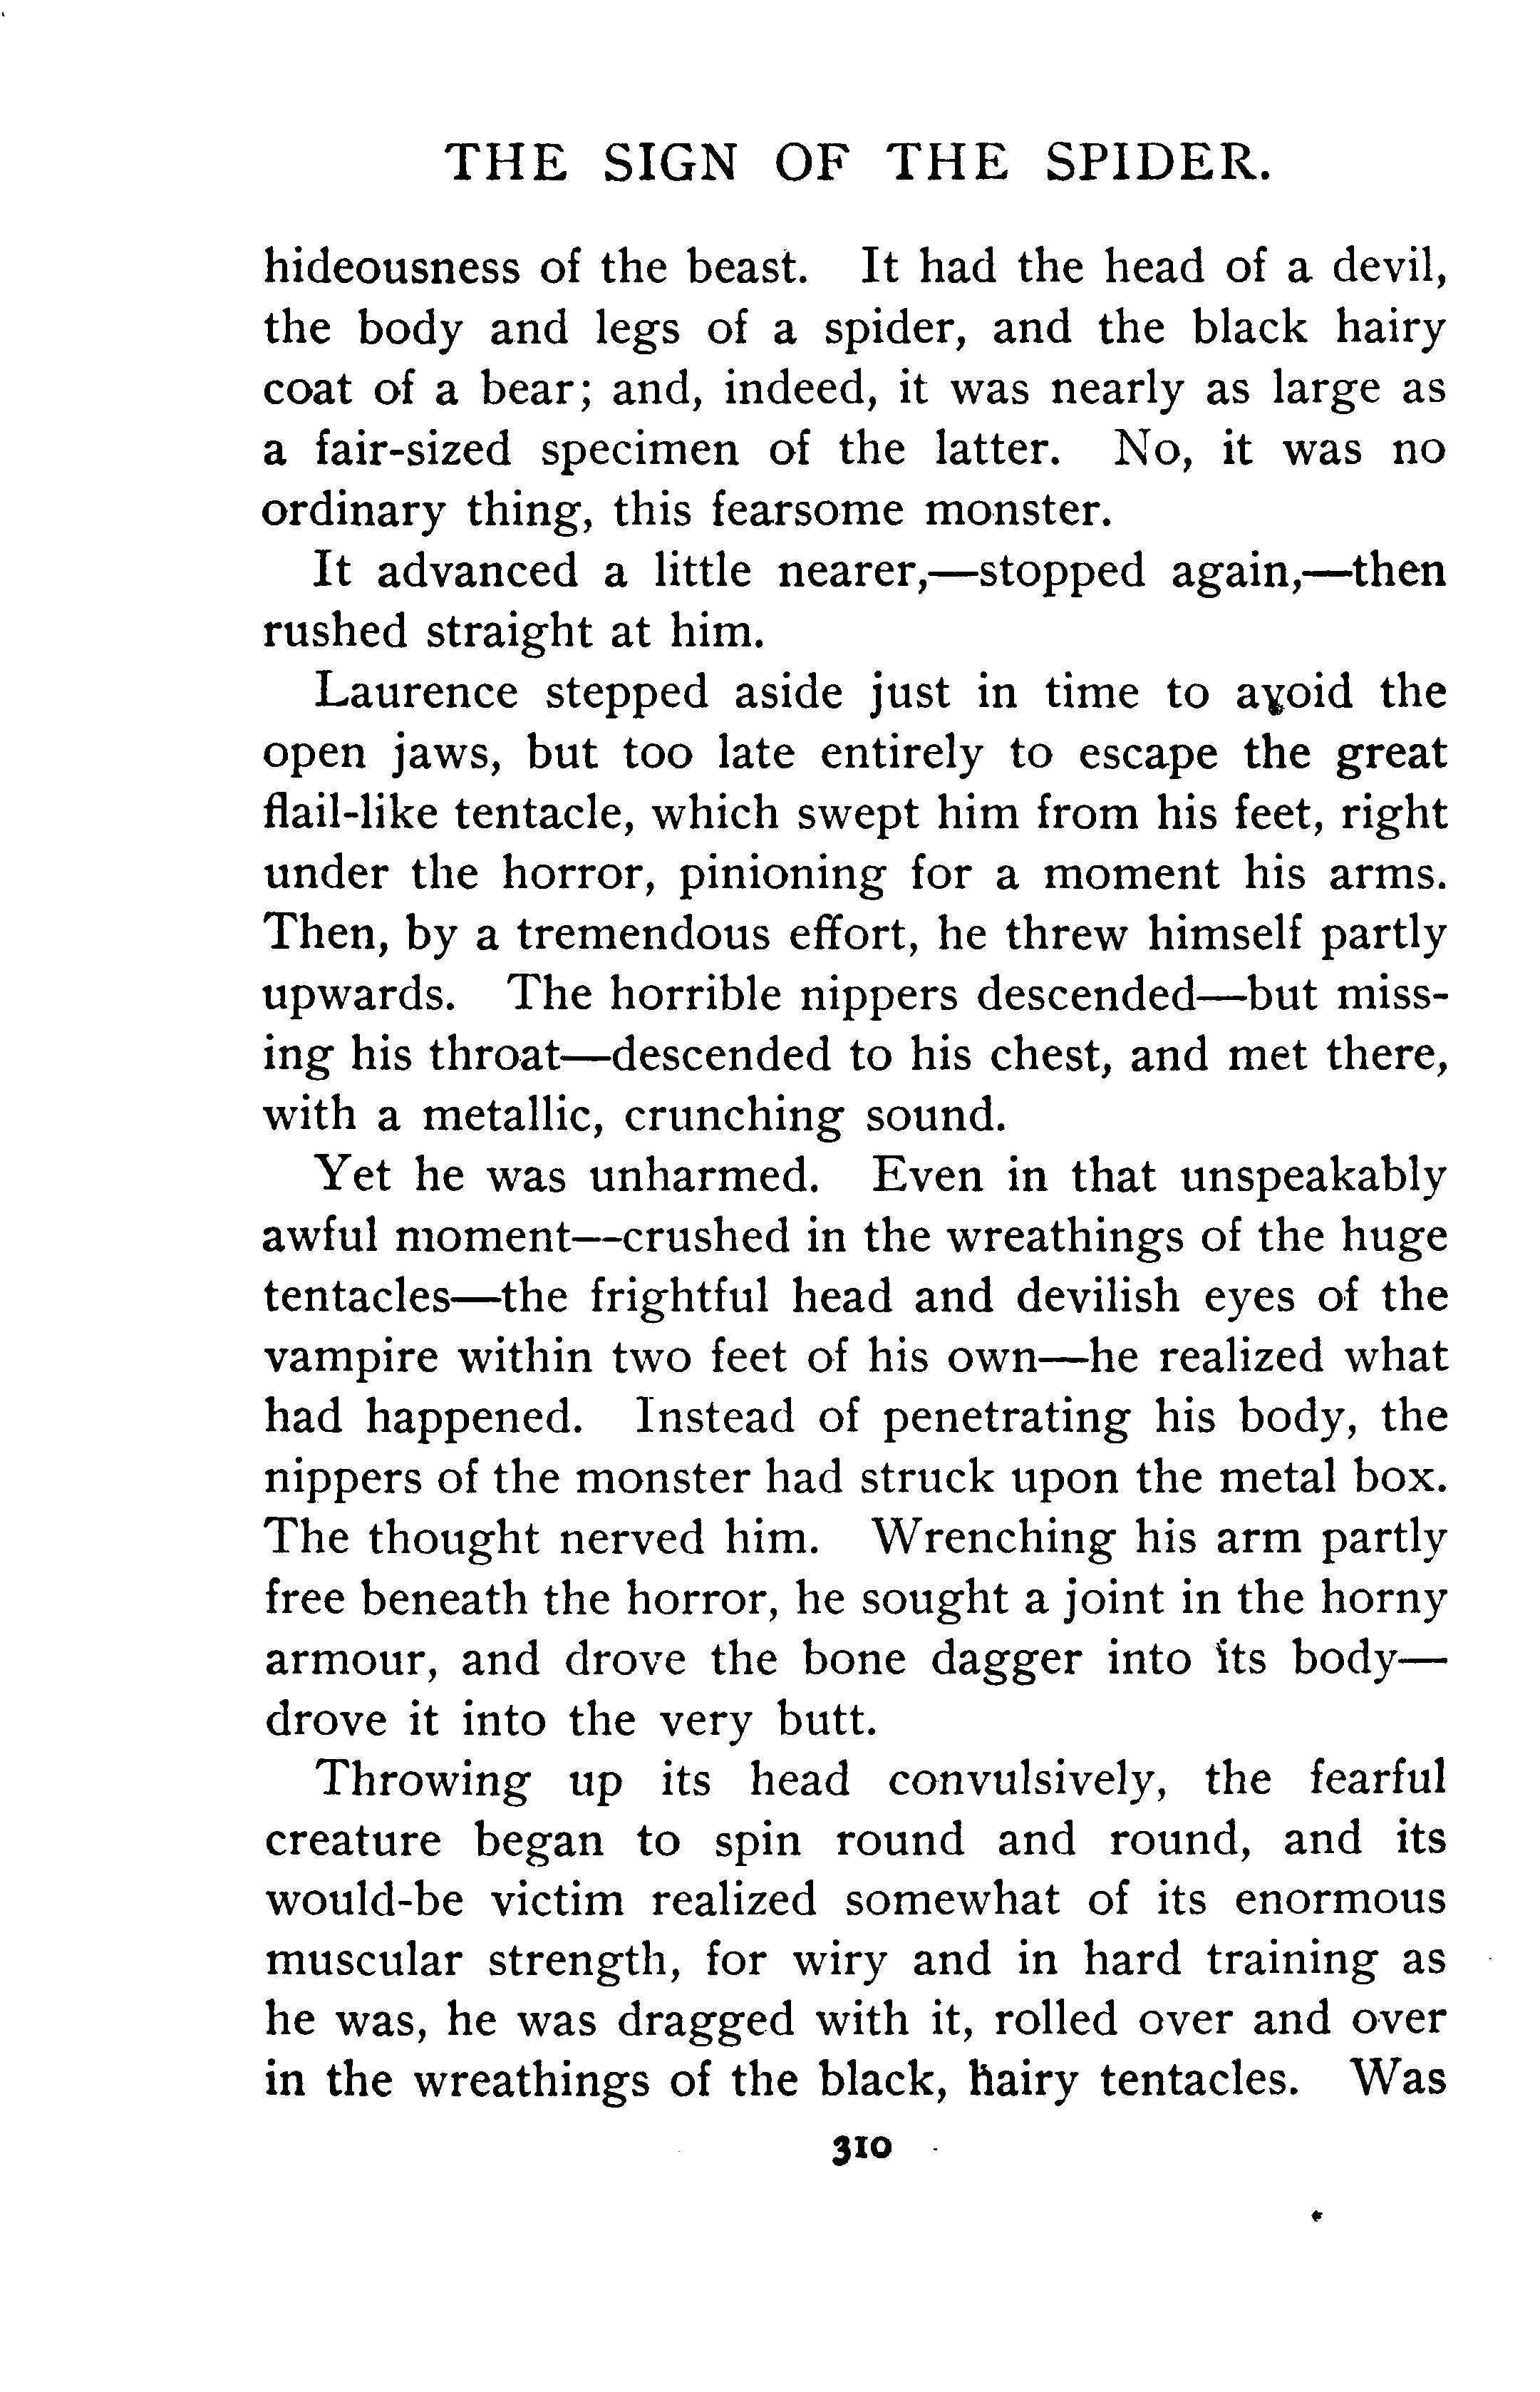 THE SIGN OF THE SPIDER.
hideousness of the beast. It had the head of a devil,
the body and legs of a spider, and the black hairy
coat of a bear; and, indeed, it was nearly as large as
a fair-sized specimen of the latter. No, it was no
ordinary thing, this fearsome monster.
It advanced a little nearer,—stopped again,—then
rushed straight at him.
Laurence stepped aside just in time to avoid the
open jaws, but too late entirely to escape the great
flail-like tentacle, which swept him from his feet, right
under the horror, pinioning for a moment his arms.
Then, by a tremendous effort, he threw himself partly
upwards. The horrible nippers descended—but miss-
ing his throat—descended to his chest, and met there,
with a metallic, crunching sound.
Yet he was unharmed. Even in that unspeakably
awful moment—crushed in the wreathings of the huge
tentacles—the frightful head and devilish eyes of the
vampire within two feet of his own—he realized what
had happened. Instead of penetrating his body, the
nippers of the monster had struck upon the metal box.
The thought nerved him. Wrenching his arm partly
free beneath the horror, he sought a joint in the horny
armour, and drove the bone dagger into its body—
drove it into the very butt.
Throwing up its head convulsively, the fearful
creature began to spin round and round, and its
would-be victim realized somewhat of its enormous
muscular strength, for wiry and in hard training as
he was, he was dragged with it, rolled over and over
in the wreathings of the black, hairy tentacles. Was
310